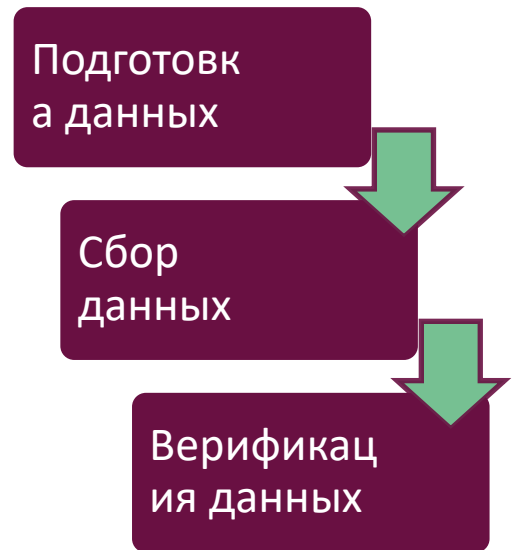 Подготовк
а данных
Сбор
данных
Верификац
ия данных